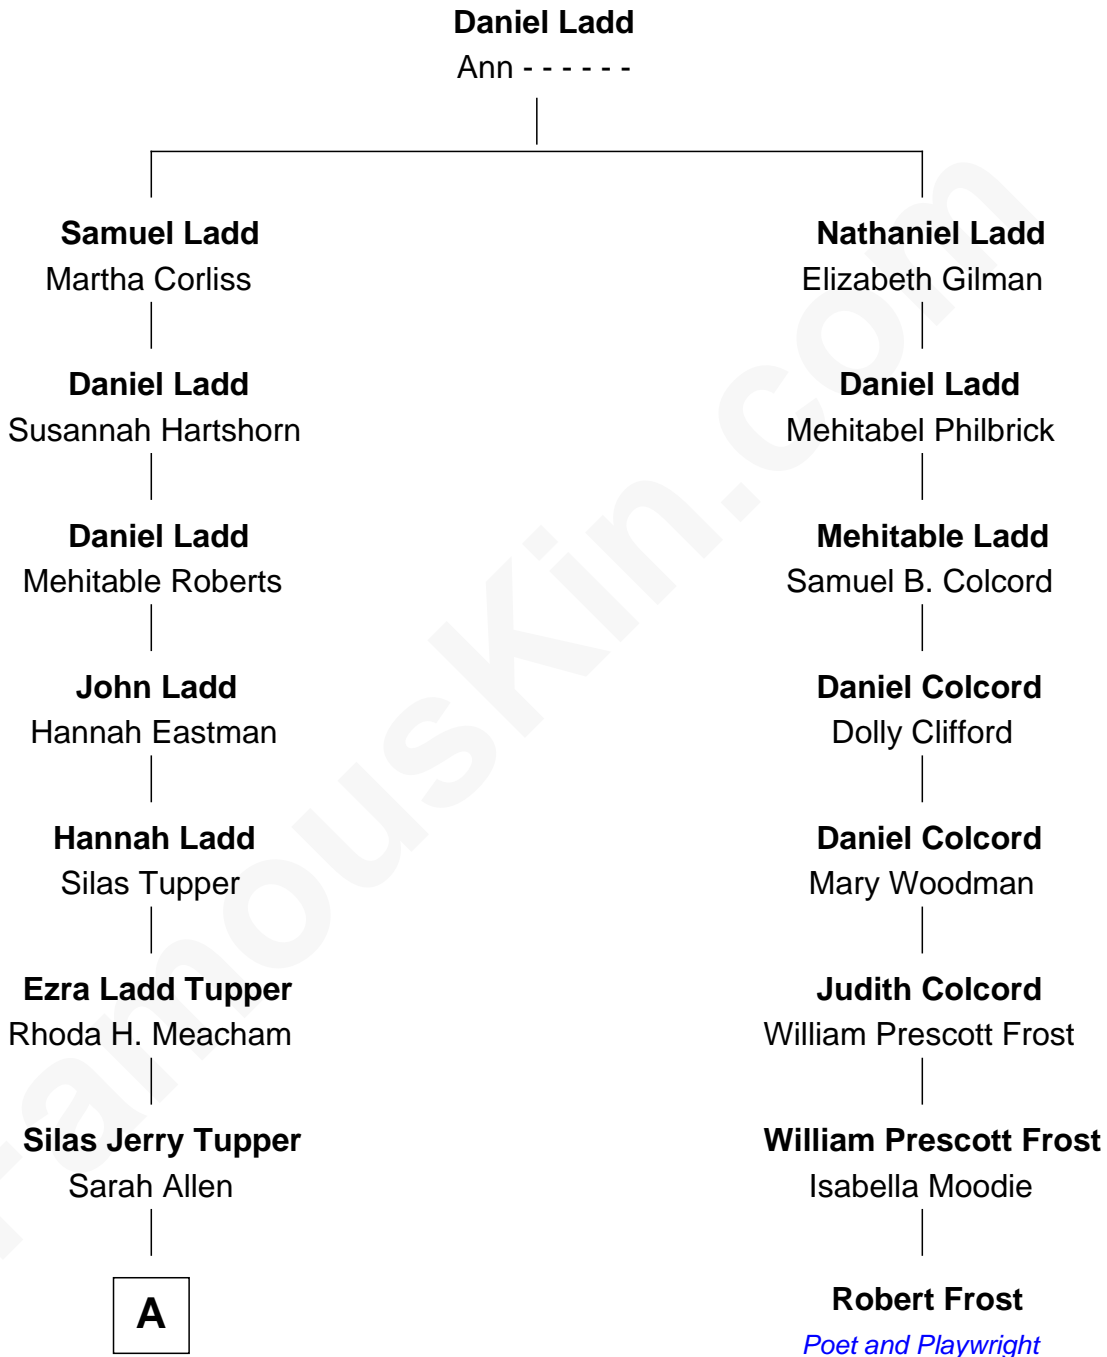 Daniel Ladd
Ann - - - - - -
Samuel Ladd
Martha Corliss
Nathaniel Ladd
Elizabeth Gilman
Daniel Ladd
Susannah Hartshorn
Daniel Ladd
Mehitabel Philbrick
Daniel Ladd
Mehitable Roberts
Mehitable Ladd
Samuel B. Colcord
John Ladd
Hannah Eastman
Daniel Colcord
Dolly Clifford
Hannah Ladd
Silas Tupper
Daniel Colcord
Mary Woodman
Ezra Ladd Tupper
Rhoda H. Meacham
Judith Colcord
William Prescott Frost
Silas Jerry Tupper
Sarah Allen
William Prescott Frost
Isabella Moodie
A
Robert Frost
Poet and Playwright
FamousKin.com